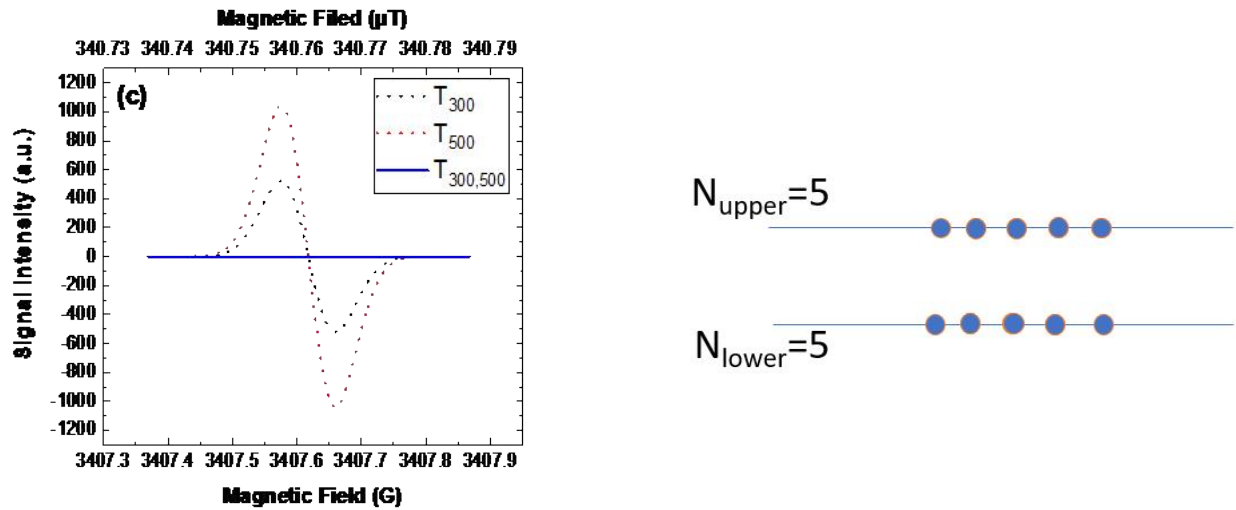 Magnetic Filled (µT)
340.73 340.74 340.75 340.76 340.77 340.78 340.79
(c)
T300
T500
T300,500
Signal Intensity (a.u.)
1200
1000
800
600
400
200
0
-200
-400
-600
-800
-1000
-1200
3407.3 3407.4 3407.5 3407.6 3407.7 3407.8 3407.9
Magnetic Field (G)
Nupper=5
Nlower=5